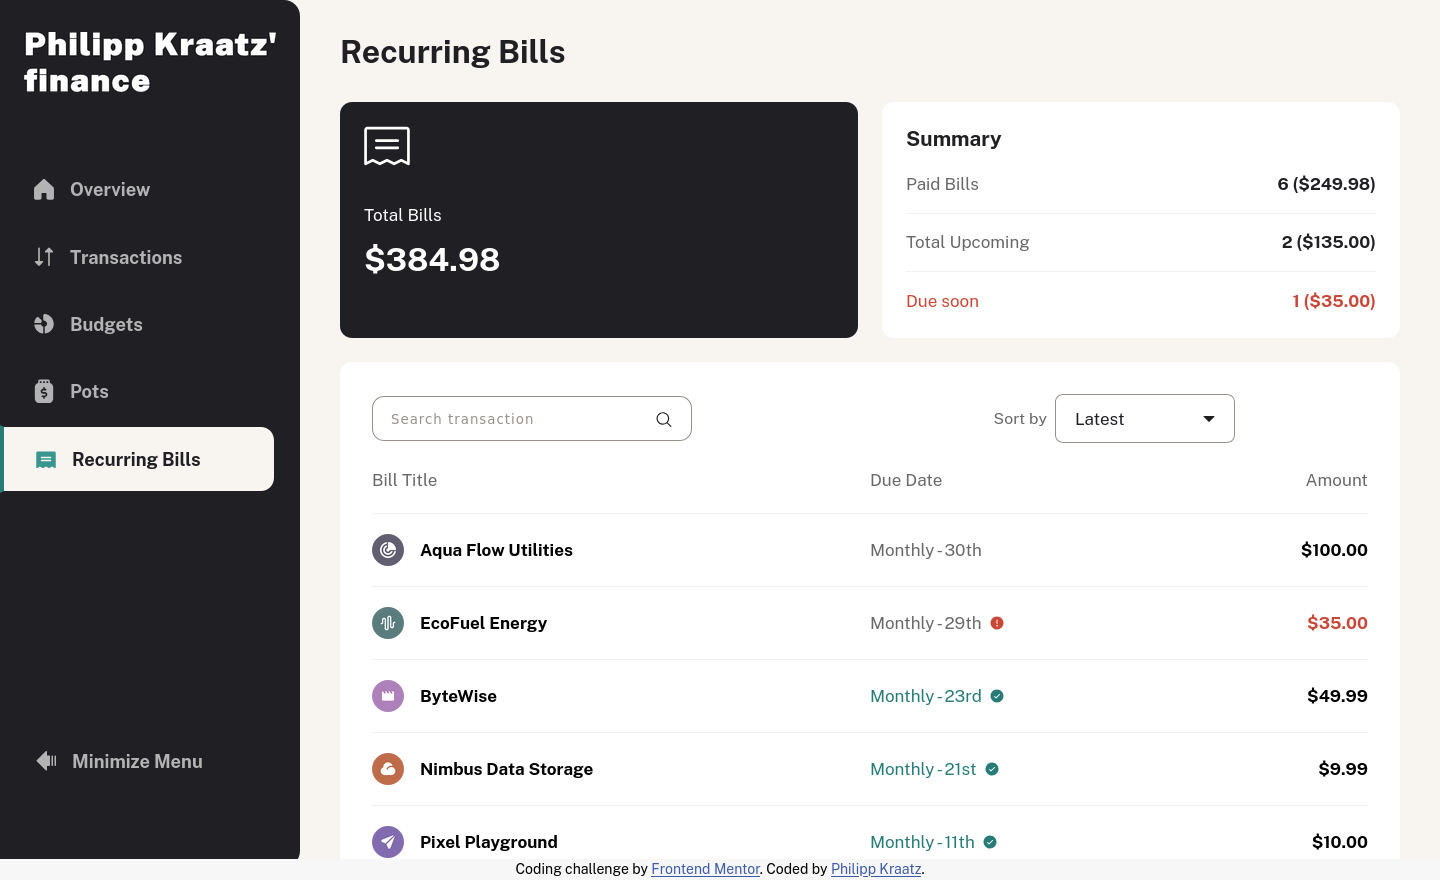 Philipp Kraatz'
finance
Overview
Transactions
Budgets
Pots
Recurring Bills
Minimize Menu
Recurring Bills
Total Bills
$384.98
Summary
Paid Bills 6 ($249.98)
Total Upcoming 2 ($135.00)
Due soon 1 ($35.00)
Search transaction
Sort by Latest
Bill Title Due Date Amount
Aqua Flow Utilities Monthly - 30th $100.00
EcoFuel Energy Monthly - 29th $35.00
ByteWise Monthly - 23rd $49.99
Nimbus Data Storage Monthly - 21st $9.99
Pixel Playground Monthly - 11th $10.00
Coding challenge by Frontend Mentor. Coded by Philipp Kraatz.